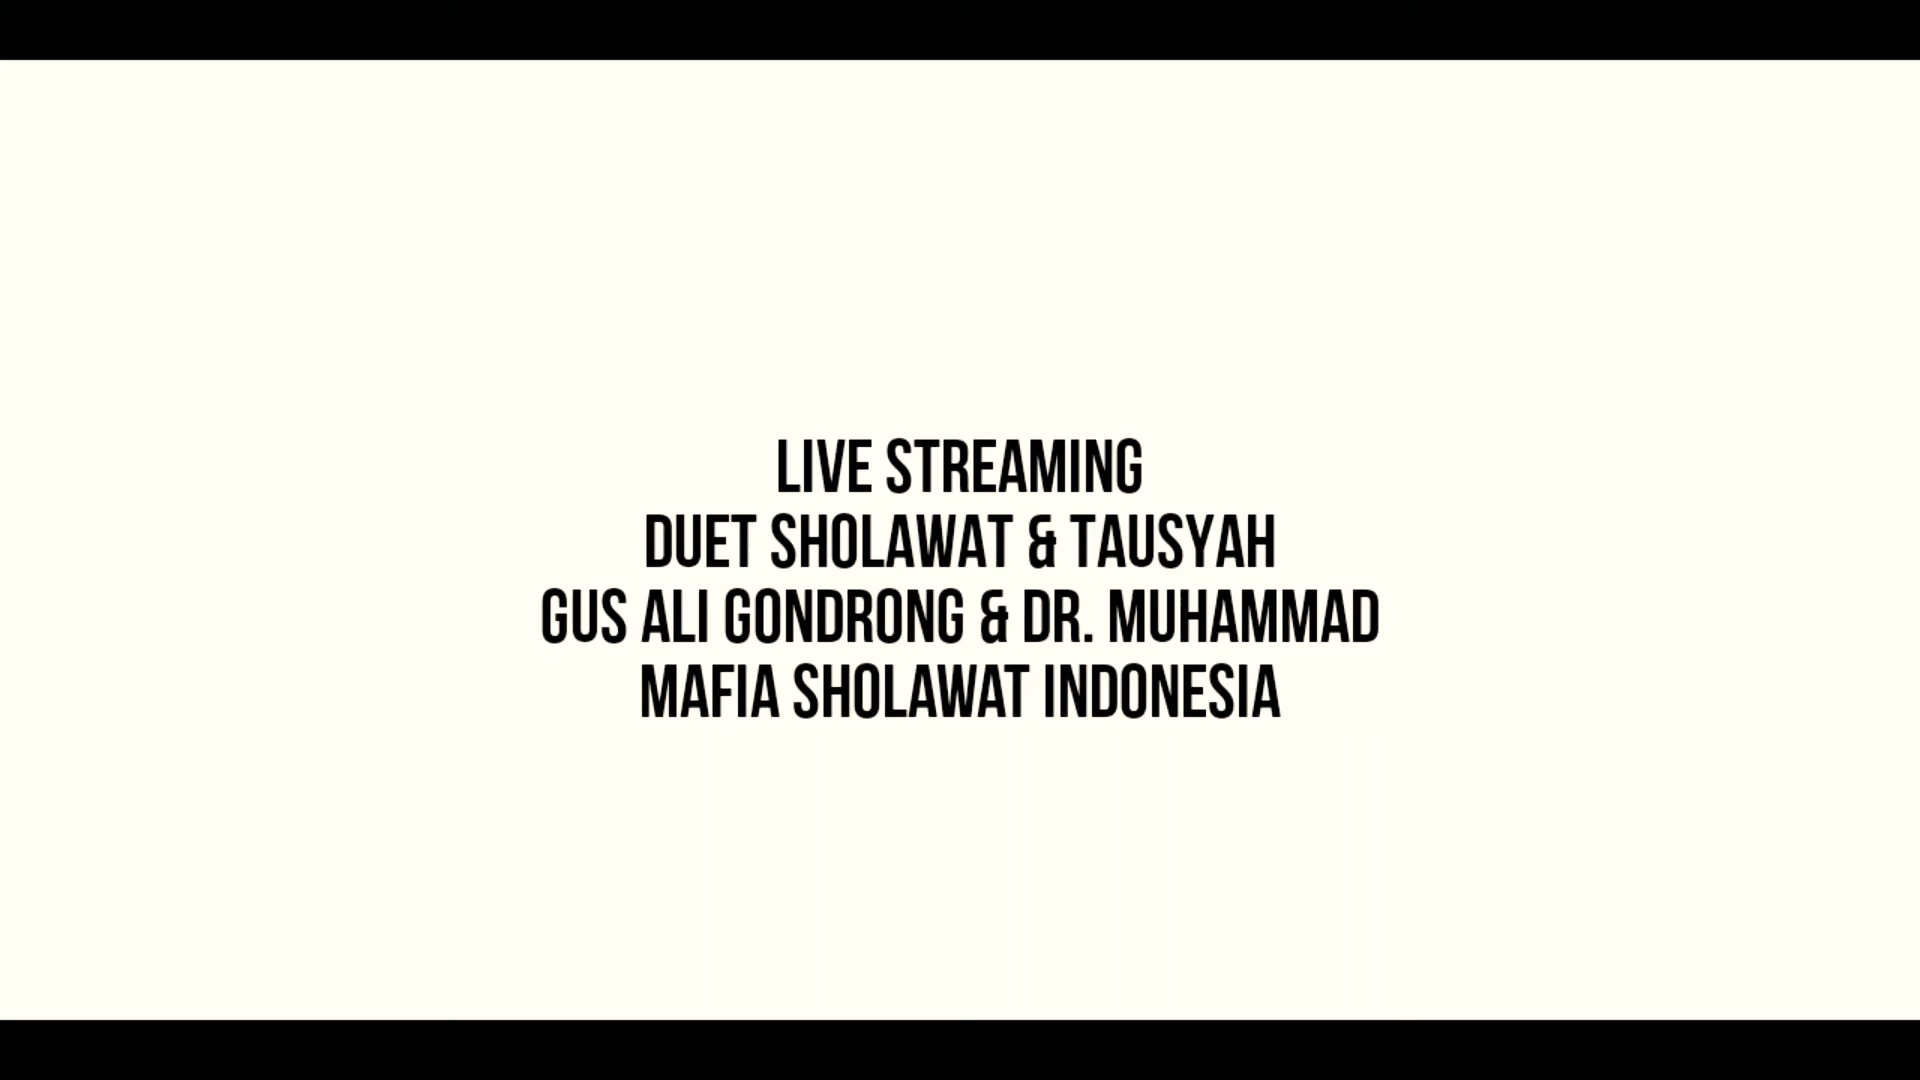 LIVE STREAMING
DUET SHOLAWAT & TAUSYAH
GUS ALI GONDRONG & DR. MUHAMMAD
MAFIA SHOLAWAT INDONESIA